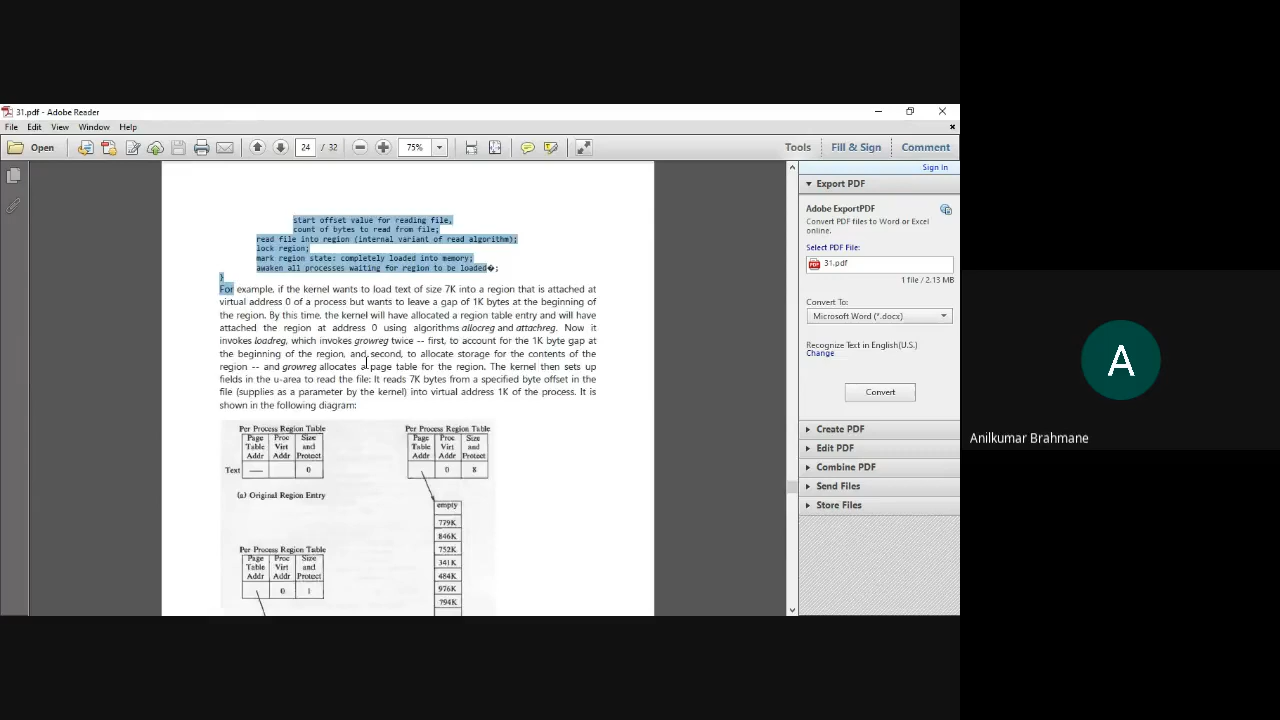 31.pdf - Adobe Reader
File Edit View Window Help
Open 24 / 32 75% Tools Fill & Sign Comment
Sign In
Export PDF
Adobe ExportPDF
Convert PDF files to Word or Excel
online.
Select PDF File:
31.pdf
1 file / 2.13 MB
Convert To:
Microsoft Word (*.docx)
Recognize Text in English(U.S.)
Change
Convert
Create PDF
Edit PDF
Combine PDF
Send Files
Store Files
start offset value for reading file,
count of bytes to read from file;
read file into region (internal variant of read algorithm);
lock region;
mark region state: completely loaded into memory;
awaken all processes waiting for region to be loaded�;
}
For example, if the kernel wants to load text of size 7K into a region that is attached at
virtual address 0 of a process but wants to leave a gap of 1K bytes at the beginning of
the region. By this time, the kernel will have allocated a region table entry and will have
attached the region at address 0 using algorithms allocreg and attachreg. Now it
invokes loadreg, which invokes growreg twice -- first, to account for the 1K byte gap at
the beginning of the region, and second, to allocate storage for the contents of the
region -- and growreg allocates a page table for the region. The kernel then sets up
fields in the u-area to read the file: It reads 7K bytes from a specified byte offset in the
file (supplies as a parameter by the kernel) into virtual address 1K of the process. It is
shown in the following diagram:
Per Process Region Table
Page Proc Size
Table Virt and
Addr Addr Protect
Text — 0
(a) Original Region Entry
Per Process Region Table
Page Proc Size
Table Virt and
Addr Addr Protect
0 8
empty
779K
846K
752K
341K
484K
976K
794K
Per Process Region Table
Page Proc Size
Table Virt and
Addr Addr Protect
0 1
A
Anilkumar Brahmane